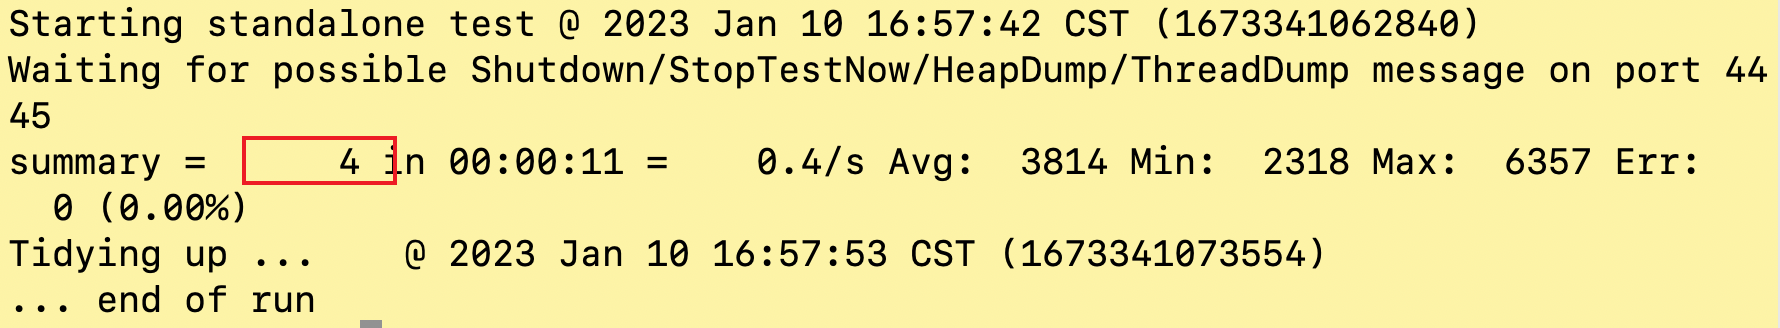 Starting standalone test @ 2023 Jan 10 16:57:42 CST (1673341062840)
Waiting for possible Shutdown/StopTestNow/HeapDump/ThreadDump message on port 44
45
summary =      4 in 00:00:11 =    0.4/s Avg:  3814 Min:  2318 Max:  6357 Err:
  0 (0.00%)
Tidying up ...    @ 2023 Jan 10 16:57:53 CST (1673341073554)
... end of run